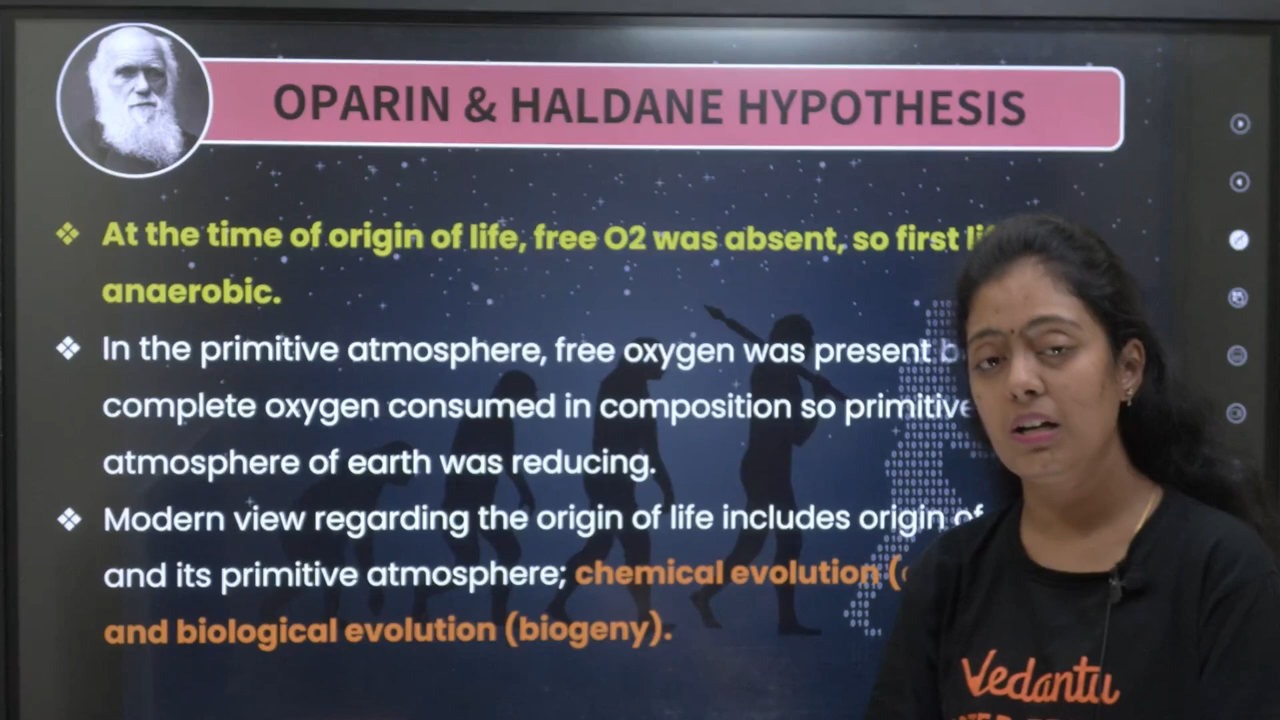 OPARIN & HALDANE HYPOTHESIS
At the time of origin of life, free O2 was absent, so first
anaerobic.
In the primitive atmosphere, free oxygen was present
complete oxygen consumed in composition so primitive
atmosphere of earth was reducing.
Modern view regarding the origin of life includes origin of
and its primitive atmosphere; chemical evolution (
and biological evolution (biogeny).
Vedantu